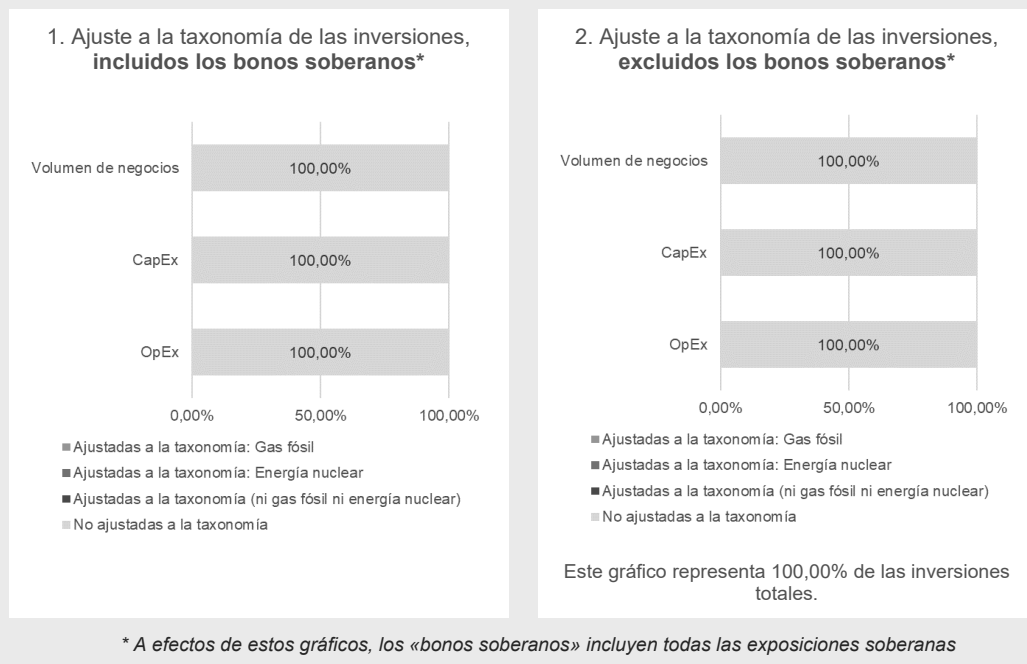 1. Ajuste a la taxonomía de las inversiones,
incluidos los bonos soberanos*
Volumen de negocios
100,00%
CapEx
100,00%
OpEx
100,00%
0,00%
50,00%
100,00%
Ajustadas a la taxonomía: Gas fósil
Ajustadas a la taxonomía: Energía nuclear
Ajustadas a la taxonomía (ni gas fósil ni energía nuclear)
No ajustadas a la taxonomía
2. Ajuste a la taxonomía de las inversiones,
excluidos los bonos soberanos*
Volumen de negocios
100,00%
CapEx
100,00%
OpEx
100,00%
0,00%
50,00%
100,00%
Ajustadas a la taxonomía: Gas fósil
Ajustadas a la taxonomía: Energía nuclear
Ajustadas a la taxonomía (ni gas fósil ni energía nuclear)
No ajustadas a la taxonomía
Este gráfico representa 100,00% de las inversiones
totales.
* A efectos de estos gráficos, los «bonos soberanos» incluyen todas las exposiciones soberanas